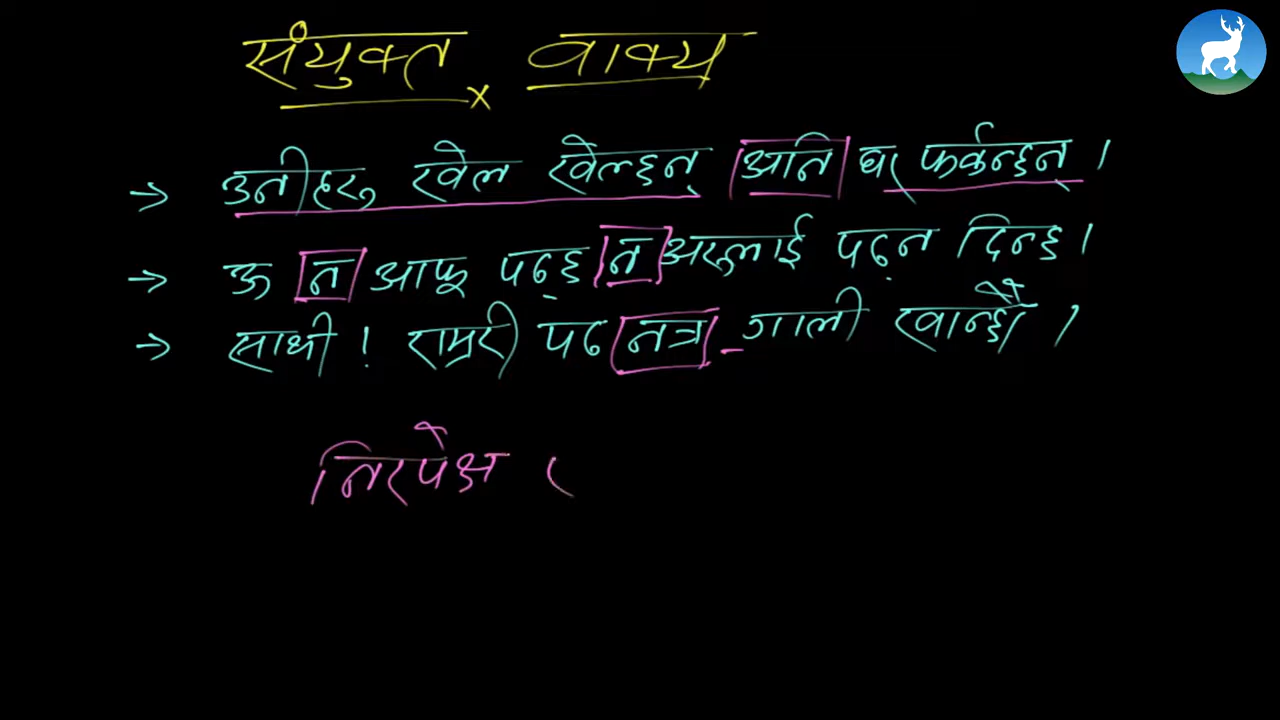 संयुक्त वाक्य
→ उनीहरू खेल खेल्छन् अनि घर फर्कन्छन् ।
→ ऊ न आफू पढ्छ न अरूलाई पढ्न दिन्छ ।
→ साथी ! राम्ररी पढ नत्र गाली खान्छौ ।
निरपेक्ष (